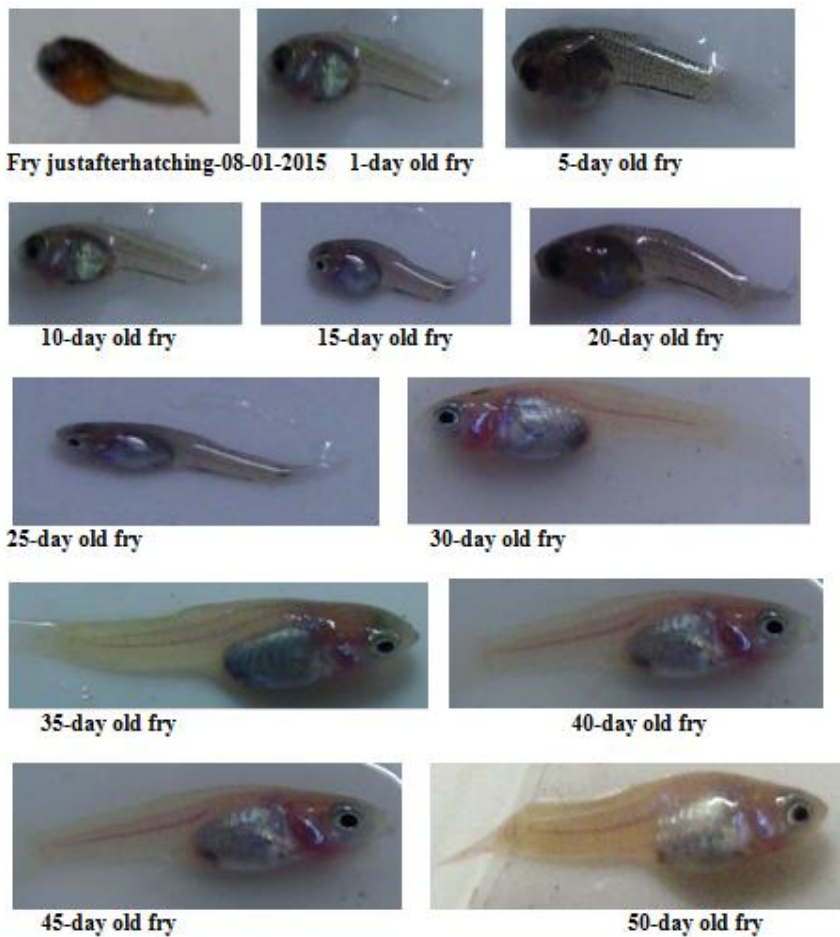 Fry justafterhatching-08-01-2015 1-day old fry 5-day old fry
10-day old fry 15-day old fry 20-day old fry
25-day old fry 30-day old fry
35-day old fry 40-day old fry
45-day old fry 50-day old fry